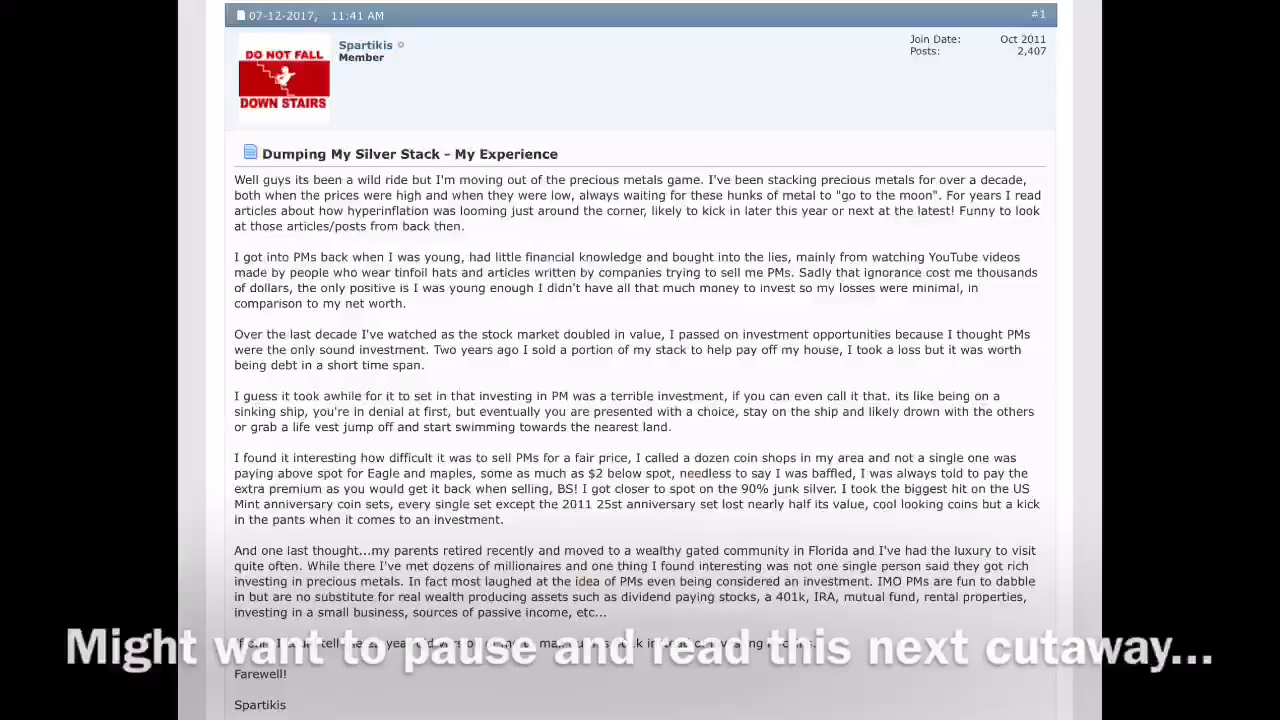 07-12-2017, 11:41 AM
#1
DO NOT FALL
DOWN STAIRS
Spartikis
Member
Join Date: Oct 2011
Posts: 2,407
Dumping My Silver Stack - My Experience
Well guys its been a wild ride but I'm moving out of the precious metals game. I've been stacking precious metals for over a decade,
both when the prices were high and when they were low, always waiting for these hunks of metal to "go to the moon". For years I read
articles about how hyperinflation was looming just around the corner, likely to kick in later this year or next at the latest! Funny to look
at those articles/posts from back then.
I got into PMs back when I was young, had little financial knowledge and bought into the lies, mainly from watching YouTube videos
made by people who wear tinfoil hats and articles written by companies trying to sell me PMs. Sadly that ignorance cost me thousands
of dollars, the only positive is I was young enough I didn't have all that much money to invest so my losses were minimal, in
comparison to my net worth.
Over the last decade I've watched as the stock market doubled in value, I passed on investment opportunities because I thought PMs
were the only sound investment. Two years ago I sold a portion of my stack to help pay off my house, I took a loss but it was worth
being debt in a short time span.
I guess it took awhile for it to set in that investing in PM was a terrible investment, if you can even call it that. its like being on a
sinking ship, you're in denial at first, but eventually you are presented with a choice, stay on the ship and likely drown with the others
or grab a life vest jump off and start swimming towards the nearest land.
I found it interesting how difficult it was to sell PMs for a fair price, I called a dozen coin shops in my area and not a single one was
paying above spot for Eagle and maples, some as much as $2 below spot, needless to say I was baffled, I was always told to pay the
extra premium as you would get it back when selling, BS! I got closer to spot on the 90% junk silver. I took the biggest hit on the US
Mint anniversary coin sets, every single set except the 2011 25st anniversary set lost nearly half its value, cool looking coins but a kick
in the pants when it comes to an investment.
And one last thought...my parents retired recently and moved to a wealthy gated community in Florida and I've had the luxury to visit
quite often. While there I've met dozens of millionaires and one thing I found interesting was not one single person said they got rich
investing in precious metals. In fact most laughed at the idea of PMs even being considered an investment. IMO PMs are fun to dabble
in but are no substitute for real wealth producing assets such as dividend paying stocks, a 401k, IRA, mutual fund, rental properties,
investing in a small business, sources of passive income, etc...
Might want to pause and read this next cutaway...
Farewell!
Spartikis